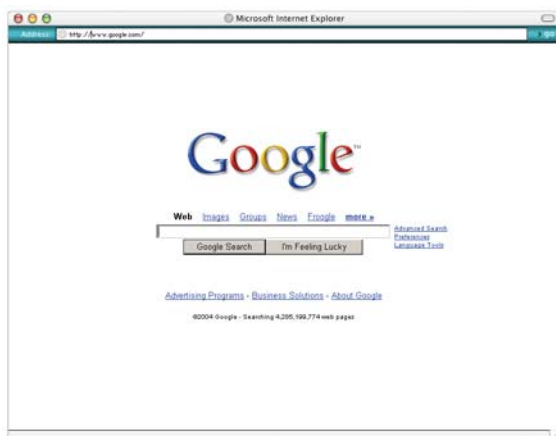 Microsoft Internet Explorer
Address: http://www.google.com/ go
Google™
Web Images Groups News Froogle more »
Advanced Search
Preferences
Language Tools
Google Search I'm Feeling Lucky
Advertising Programs - Business Solutions - About Google
©2004 Google - Searching 4,285,199,774 web pages